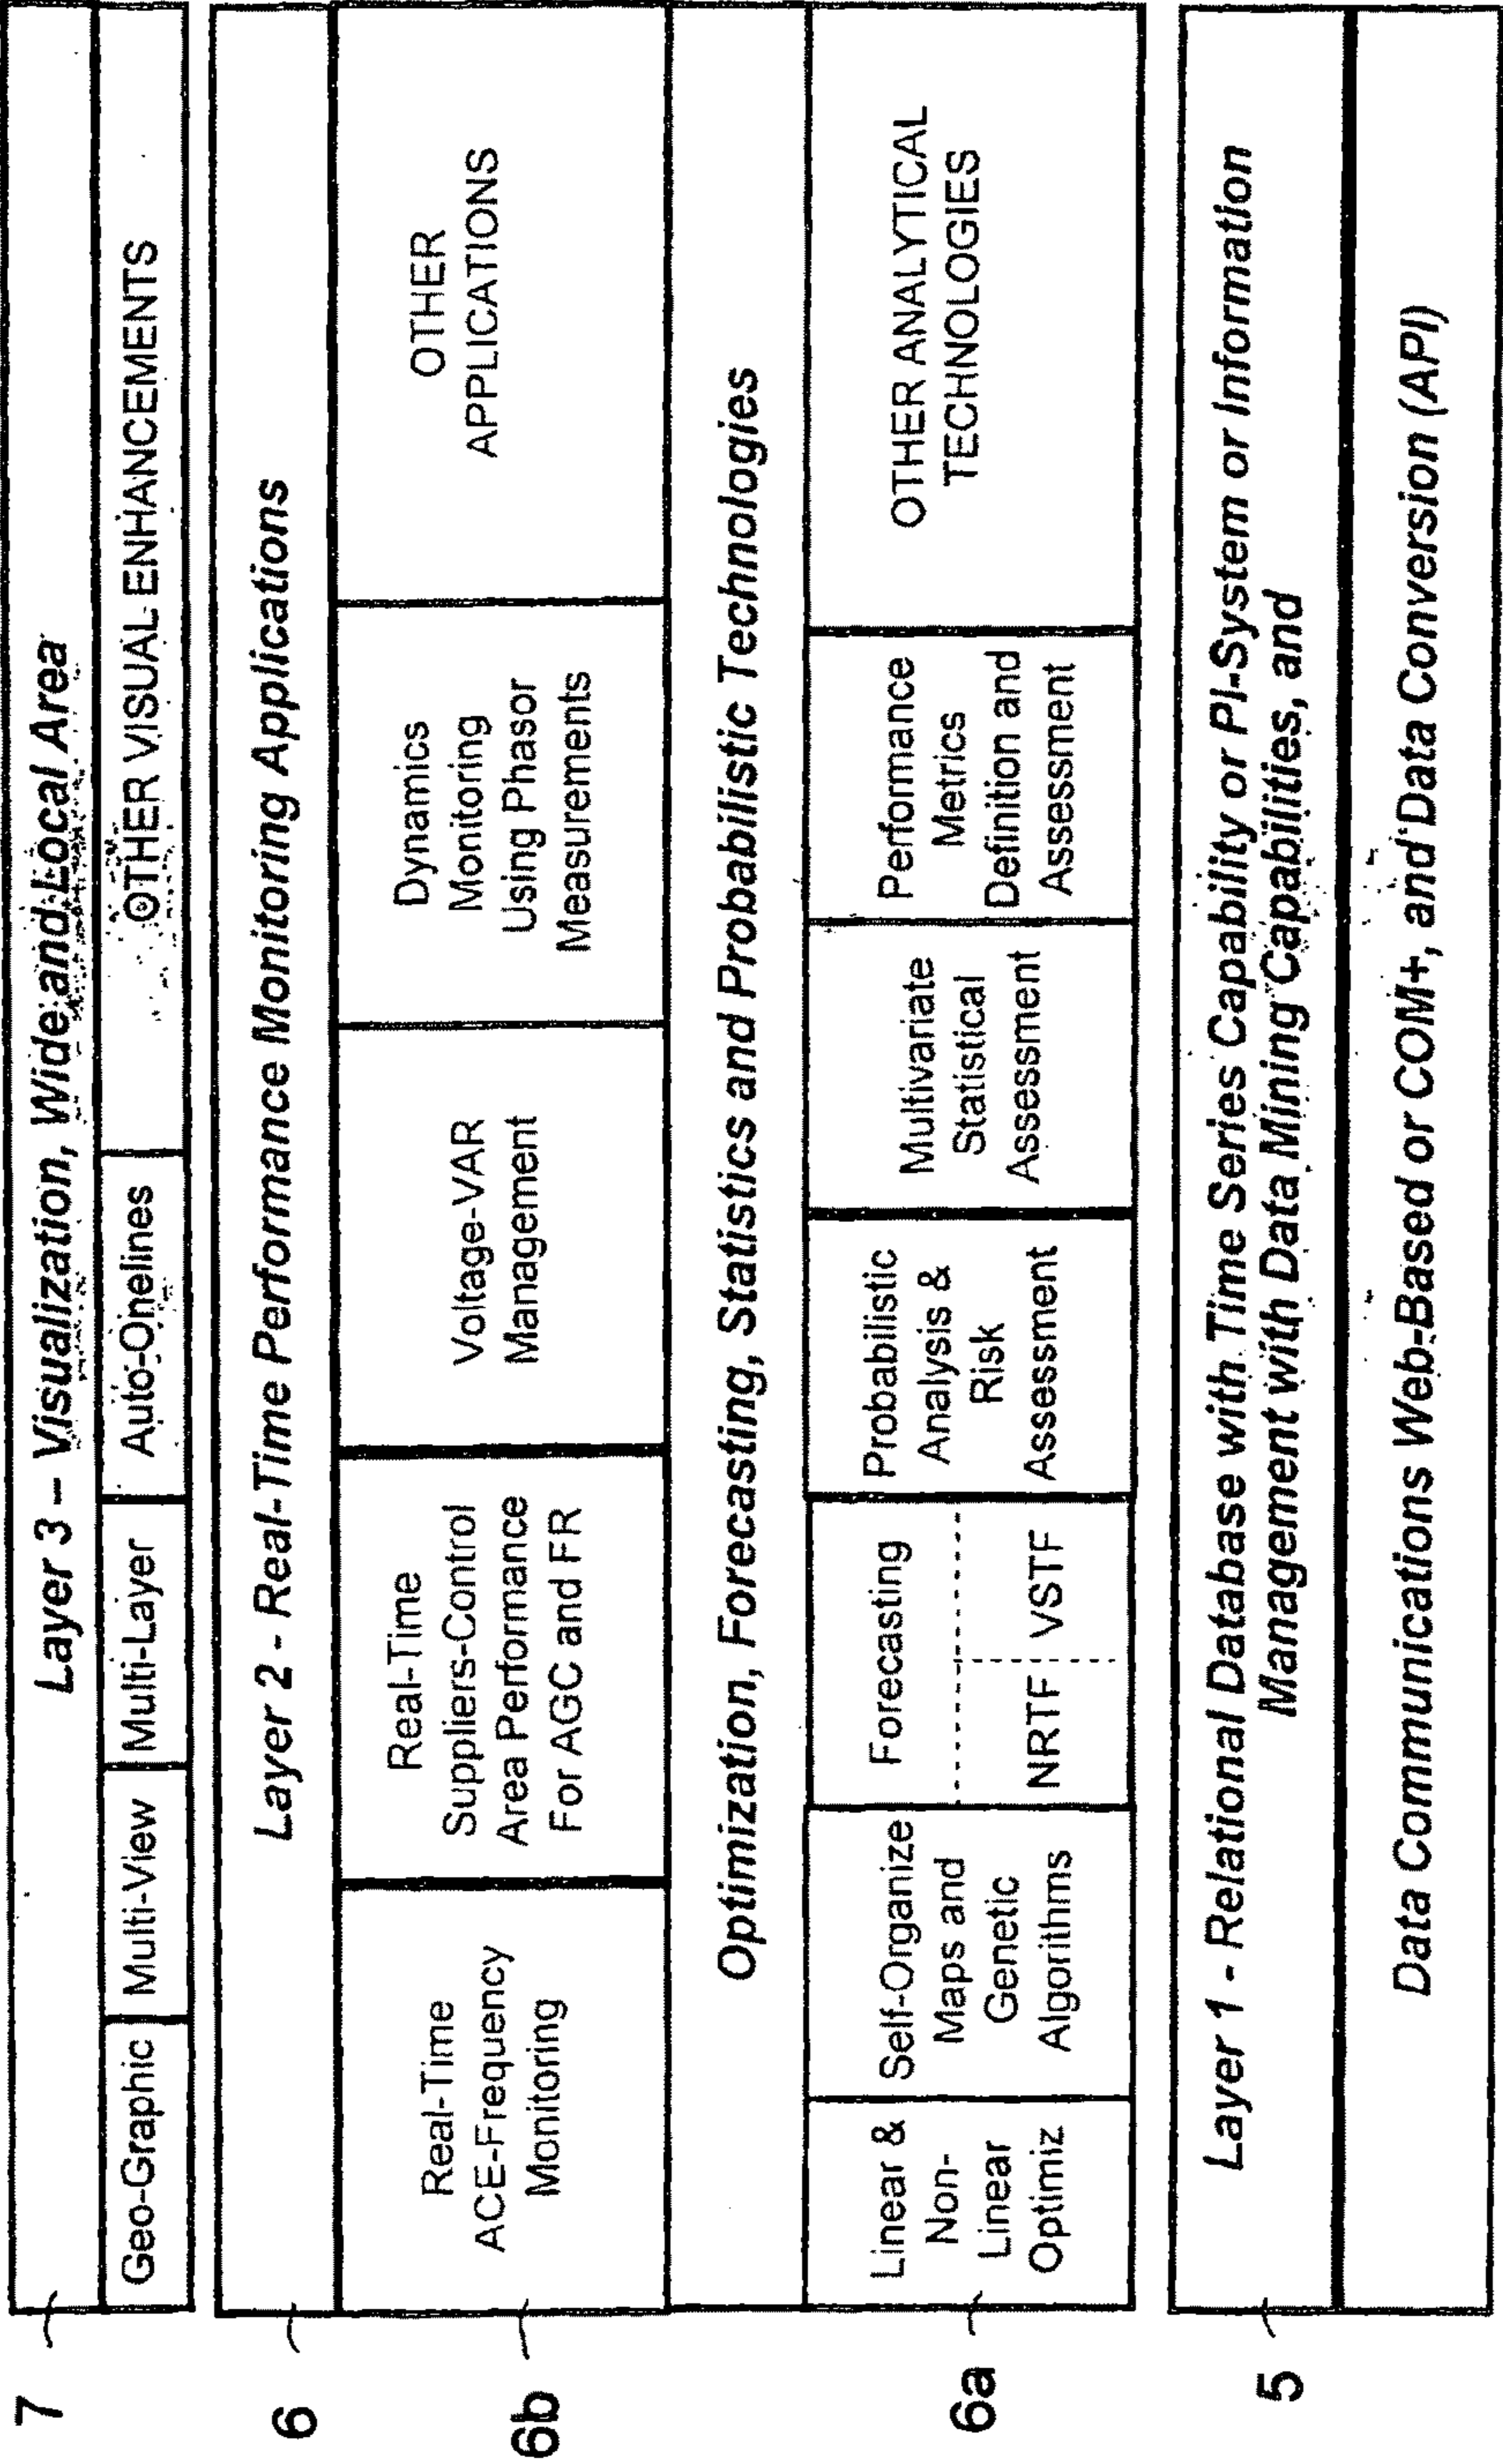 7
Layer 3 – Visualization, Wide and Local Area
Geo-Graphic
Multi-View
Multi-Layer
Auto-Onelines
OTHER VISUAL ENHANCEMENTS
6
Layer 2 - Real-Time Performance Monitoring Applications
6b
Real-Time
ACE-Frequency
Monitoring
Real-Time
Suppliers-Control
Area Performance
For AGC and FR
Voltage-VAR
Management
Dynamics
Monitoring
Using Phasor
Measurements
OTHER
APPLICATIONS
Optimization, Forecasting, Statistics and Probabilistic Technologies
6a
Linear &
Non-
Linear
Optimiz
Self-Organize
Maps and
Genetic
Algorithms
Forecasting
NRTF
VSTF
Probabilistic
Analysis &
Risk
Assessment
Multivariate
Statistical
Assessment
Performance
Metrics
Definition and
Assessment
OTHER ANALYTICAL
TECHNOLOGIES
5
Layer 1 - Relational Database with Time Series Capability or PI-System or Information
Management with Data Mining Capabilities, and
Data Communications Web-Based or COM+, and Data Conversion (API)